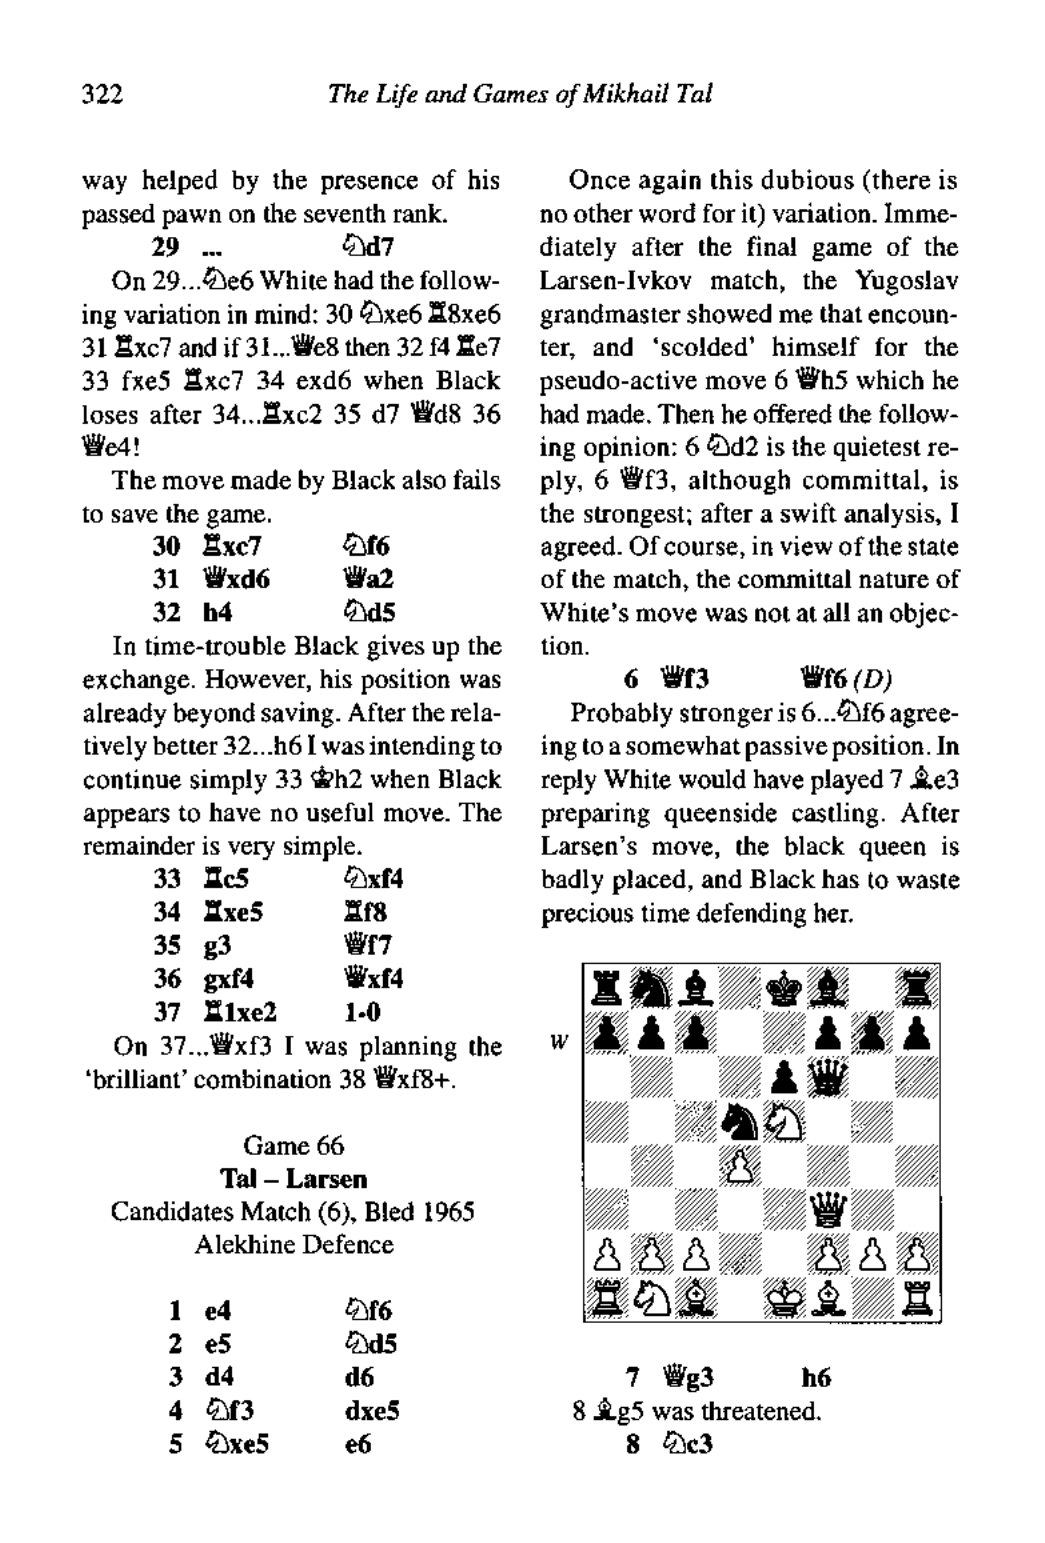 322
The Life and Games of Mikhail Tal
way helped by the presence of his
passed pawn on the seventh rank.
29 ... ♘d7
On 29...♘e6 White had the follow-
ing variation in mind: 30 ♘xe6 ♖8xe6
31 ♖xc7 and if 31...♕e8 then 32 f4 ♖e7
33 fxe5 ♖xc7 34 exd6 when Black
loses after 34...♖xc2 35 d7 ♕d8 36
♕e4!
The move made by Black also fails
to save the game.
30 ♖xc7 ♘f6
31 ♕xd6 ♕a2
32 h4 ♘d5
In time-trouble Black gives up the
exchange. However, his position was
already beyond saving. After the rela-
tively better 32...h6 I was intending to
continue simply 33 ♔h2 when Black
appears to have no useful move. The
remainder is very simple.
33 ♖c5 ♘xf4
34 ♖xe5 ♖f8
35 g3 ♕f7
36 gxf4 ♕xf4
37 ♖1xe2 1-0
On 37...♕xf3 I was planning the
‘brilliant’ combination 38 ♕xf8+.
Game 66
Tal – Larsen
Candidates Match (6), Bled 1965
Alekhine Defence
1 e4 ♘f6
2 e5 ♘d5
3 d4 d6
4 ♘f3 dxe5
5 ♘xe5 e6
Once again this dubious (there is
no other word for it) variation. Imme-
diately after the final game of the
Larsen-Ivkov match, the Yugoslav
grandmaster showed me that encoun-
ter, and ‘scolded’ himself for the
pseudo-active move 6 ♕h5 which he
had made. Then he offered the follow-
ing opinion: 6 ♘d2 is the quietest re-
ply, 6 ♕f3, although committal, is
the strongest; after a swift analysis, I
agreed. Of course, in view of the state
of the match, the committal nature of
White’s move was not at all an objec-
tion.
6 ♕f3 ♕f6 (D)
Probably stronger is 6...♘f6 agree-
ing to a somewhat passive position. In
reply White would have played 7 ♗e3
preparing queenside castling. After
Larsen’s move, the black queen is
badly placed, and Black has to waste
precious time defending her.
W
7 ♕g3 h6
8 ♗g5 was threatened.
8 ♘c3